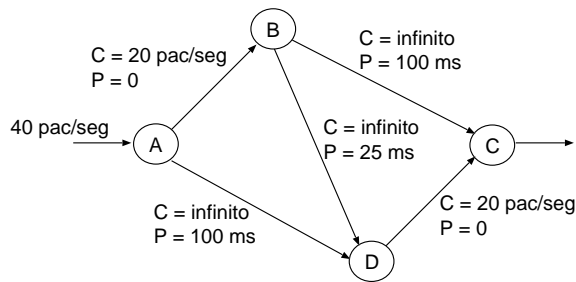 B
C = 20 pac/seg
P = 0
C = infinito
P = 100 ms
40 pac/seg
A
C = infinito
P = 25 ms
C
C = infinito
P = 100 ms
C = 20 pac/seg
P = 0
D